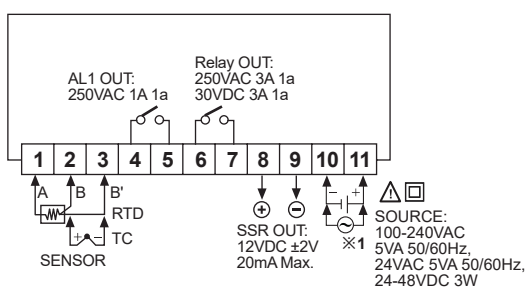 Relay OUT:
250VAC 3A 1a
30VDC 3A 1a
AL1 OUT:
250VAC 1A 1a
1 2 3 4 5 6 7 8 9 10 11
A B B' RTD
+ - TC
SENSOR
+ -
SSR OUT:
12VDC ±2V
20mA Max.
- +
※1
SOURCE:
100-240VAC
5VA 50/60Hz,
24VAC 5VA 50/60Hz,
24-48VDC 3W